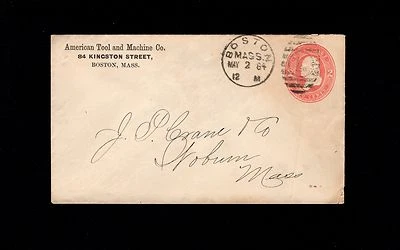 American Tool and Machine Co.
84 KINGSTON STREET,
BOSTON, MASS.
BOSTON
MASS.
MAY 2 84
12 M
J. P. Crane & Co
Woburn
Mass